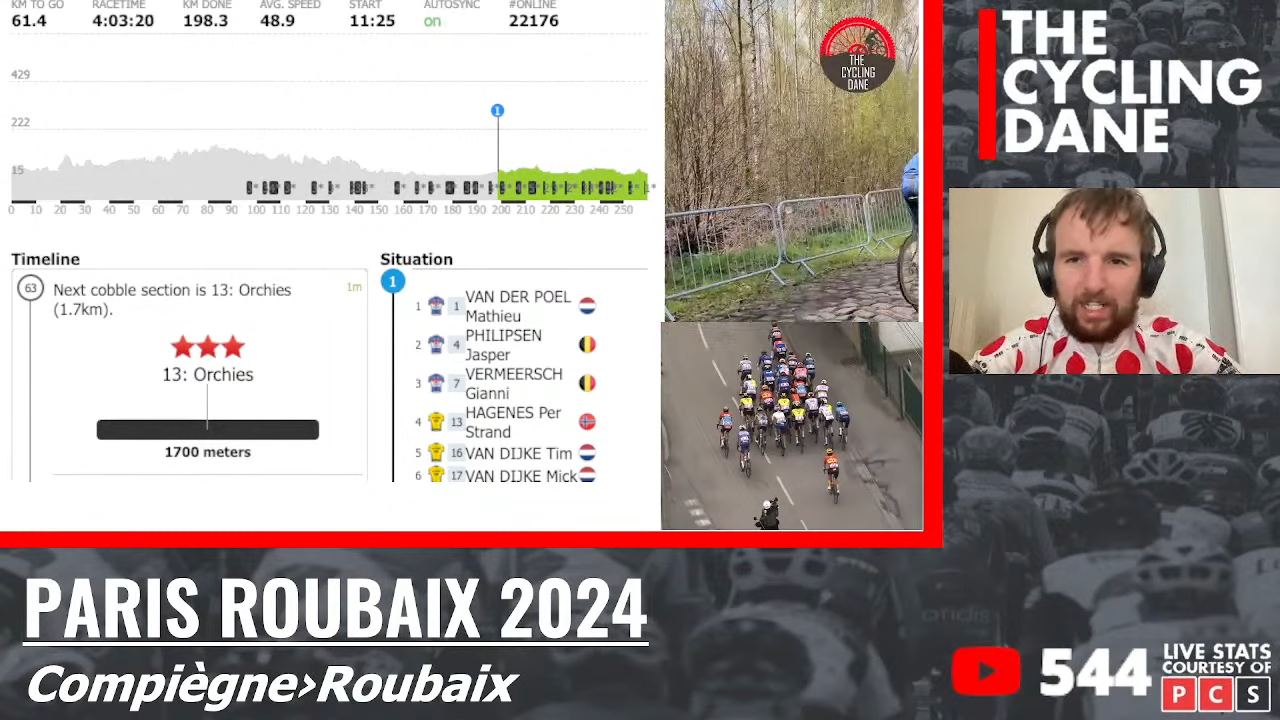 KM TO GO RACETIME KM DONE AVG. SPEED START AUTOSYNC #ONLINE
61.4 4:03:20 198.3 48.9 11:25 on 22176
429
222
15
1
0 10 20 30 40 50 60 70 80 90 100 110 120 130 140 150 160 170 180 190 200 210 220 230 240 250
Timeline
63 Next cobble section is 13: Orchies 1m
(1.7km).
13: Orchies
1700 meters
Situation
1
1 1 VAN DER POEL
Mathieu
2 4 PHILIPSEN
Jasper
3 7 VERMEERSCH
Gianni
4 13 HAGENES Per
Strand
5 16 VAN DIJKE Tim
6 17 VAN DIJKE Mick
THE
CYCLING
DANE
THE
CYCLING
DANE
PARIS ROUBAIX 2024
Compiègne›Roubaix
544
LIVE STATS
COURTESY OF
P C S